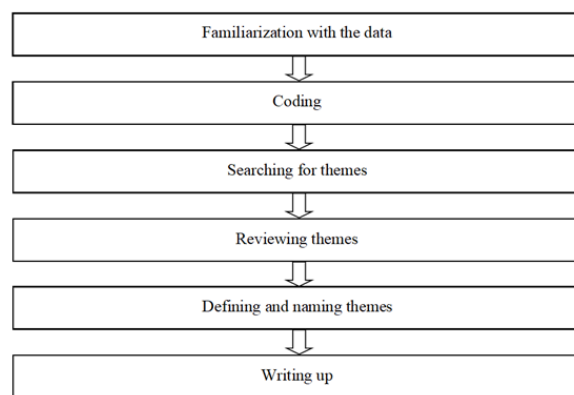 Familiarization with the data
Coding
Searching for themes
Reviewing themes
Defining and naming themes
Writing up